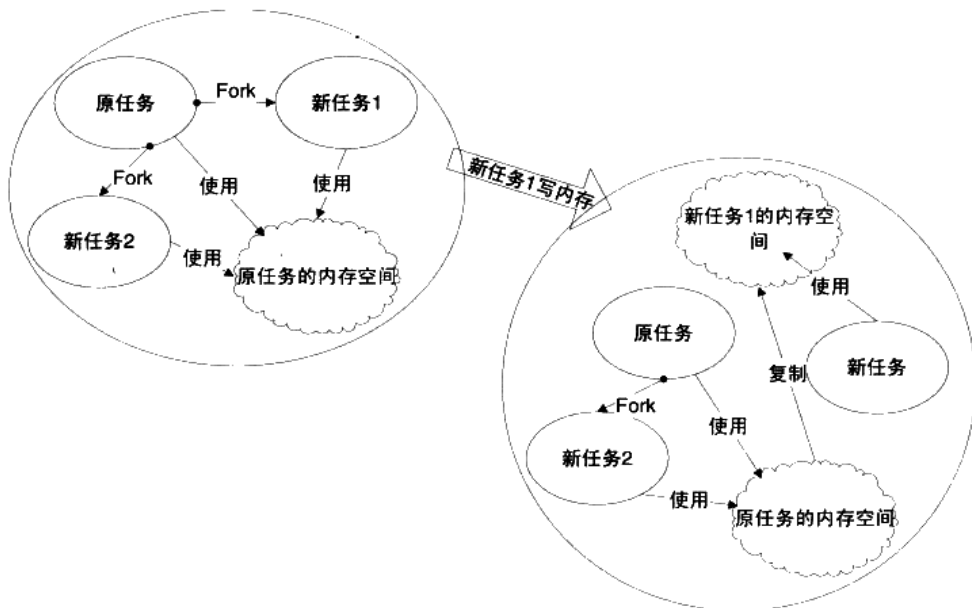 原任务
Fork
新任务1
Fork
使用
使用
新任务2
使用
原任务的内存空间
新任务1写内存
新任务1的内存空
间
使用
原任务
复制
新任务
Fork
使用
新任务2
使用
原任务的内存空间